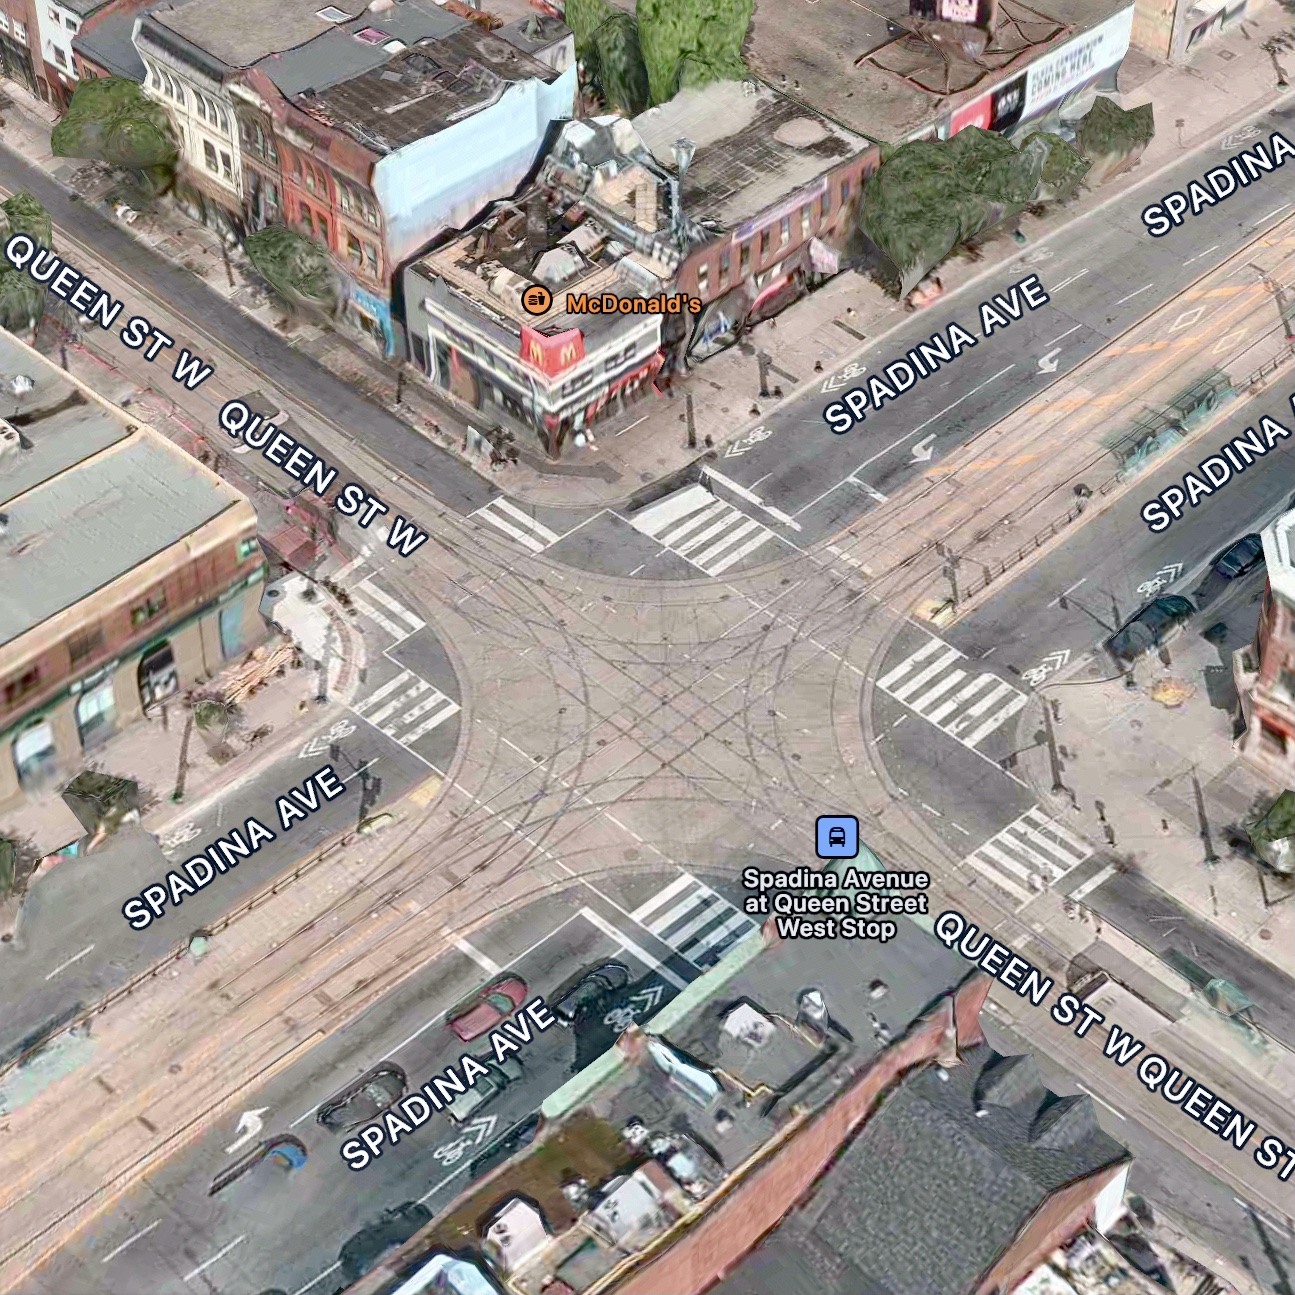 SPADINA
QUEEN ST W
McDonald's
M M
SPADINA AVE
QUEEN ST W
SPADINA A
SPADINA AVE
Spadina Avenue
at Queen Street
West Stop
QUEEN ST W
SPADINA AVE
QUEEN ST